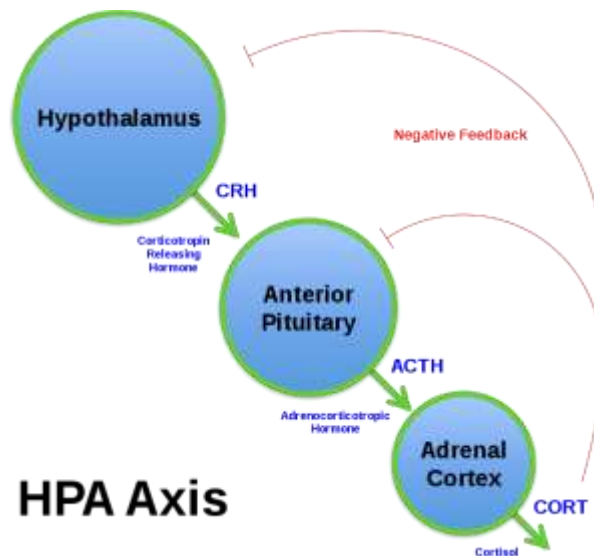 Hypothalamus
Negative Feedback
CRH
Corticotropin
Releasing
Hormone
Anterior
Pituitary
ACTH
Adrenocorticotropic
Hormone
Adrenal
Cortex
HPA Axis
CORT
Cortisol